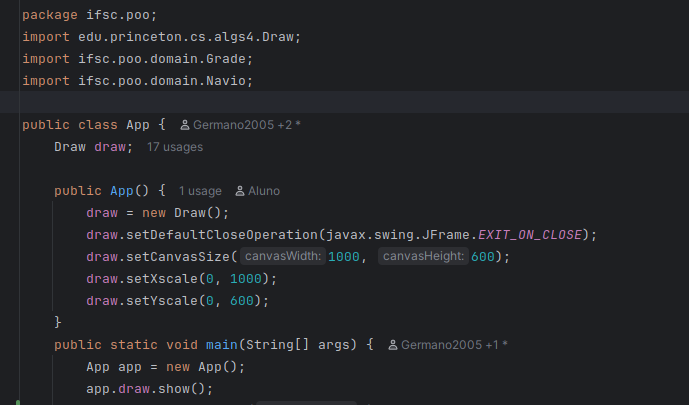 package ifsc.poo;
import edu.princeton.cs.algs4.Draw;
import ifsc.poo.domain.Grade;
import ifsc.poo.domain.Navio;
public class App { Germano2005 +2 *
Draw draw; 17 usages
public App() { 1 usage Aluno
draw = new Draw();
draw.setDefaultCloseOperation(javax.swing.JFrame.EXIT_ON_CLOSE);
draw.setCanvasSize( canvasWidth: 1000, canvasHeight: 600);
draw.setXscale(0, 1000);
draw.setYscale(0, 600);
}
public static void main(String[] args) { Germano2005 +1 *
App app = new App();
app.draw.show();